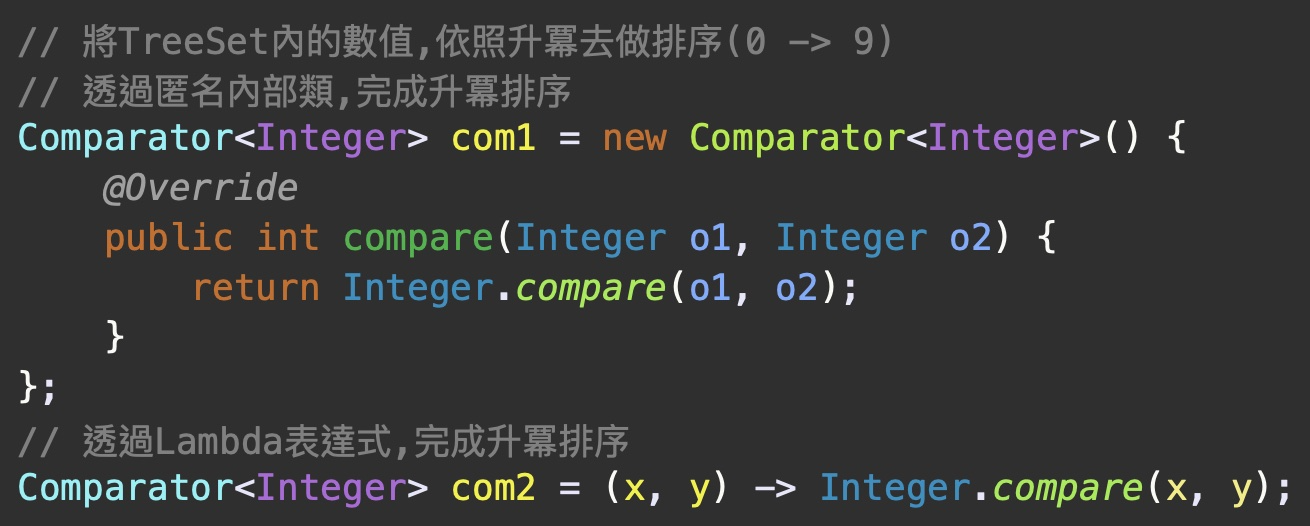 // 將TreeSet內的數值,依照升冪去做排序(0 -> 9)
// 透過匿名內部類,完成升冪排序
Comparator<Integer> com1 = new Comparator<Integer>() {
    @Override
    public int compare(Integer o1, Integer o2) {
        return Integer.compare(o1, o2);
    }
};
// 透過Lambda表達式,完成升冪排序
Comparator<Integer> com2 = (x, y) -> Integer.compare(x, y);